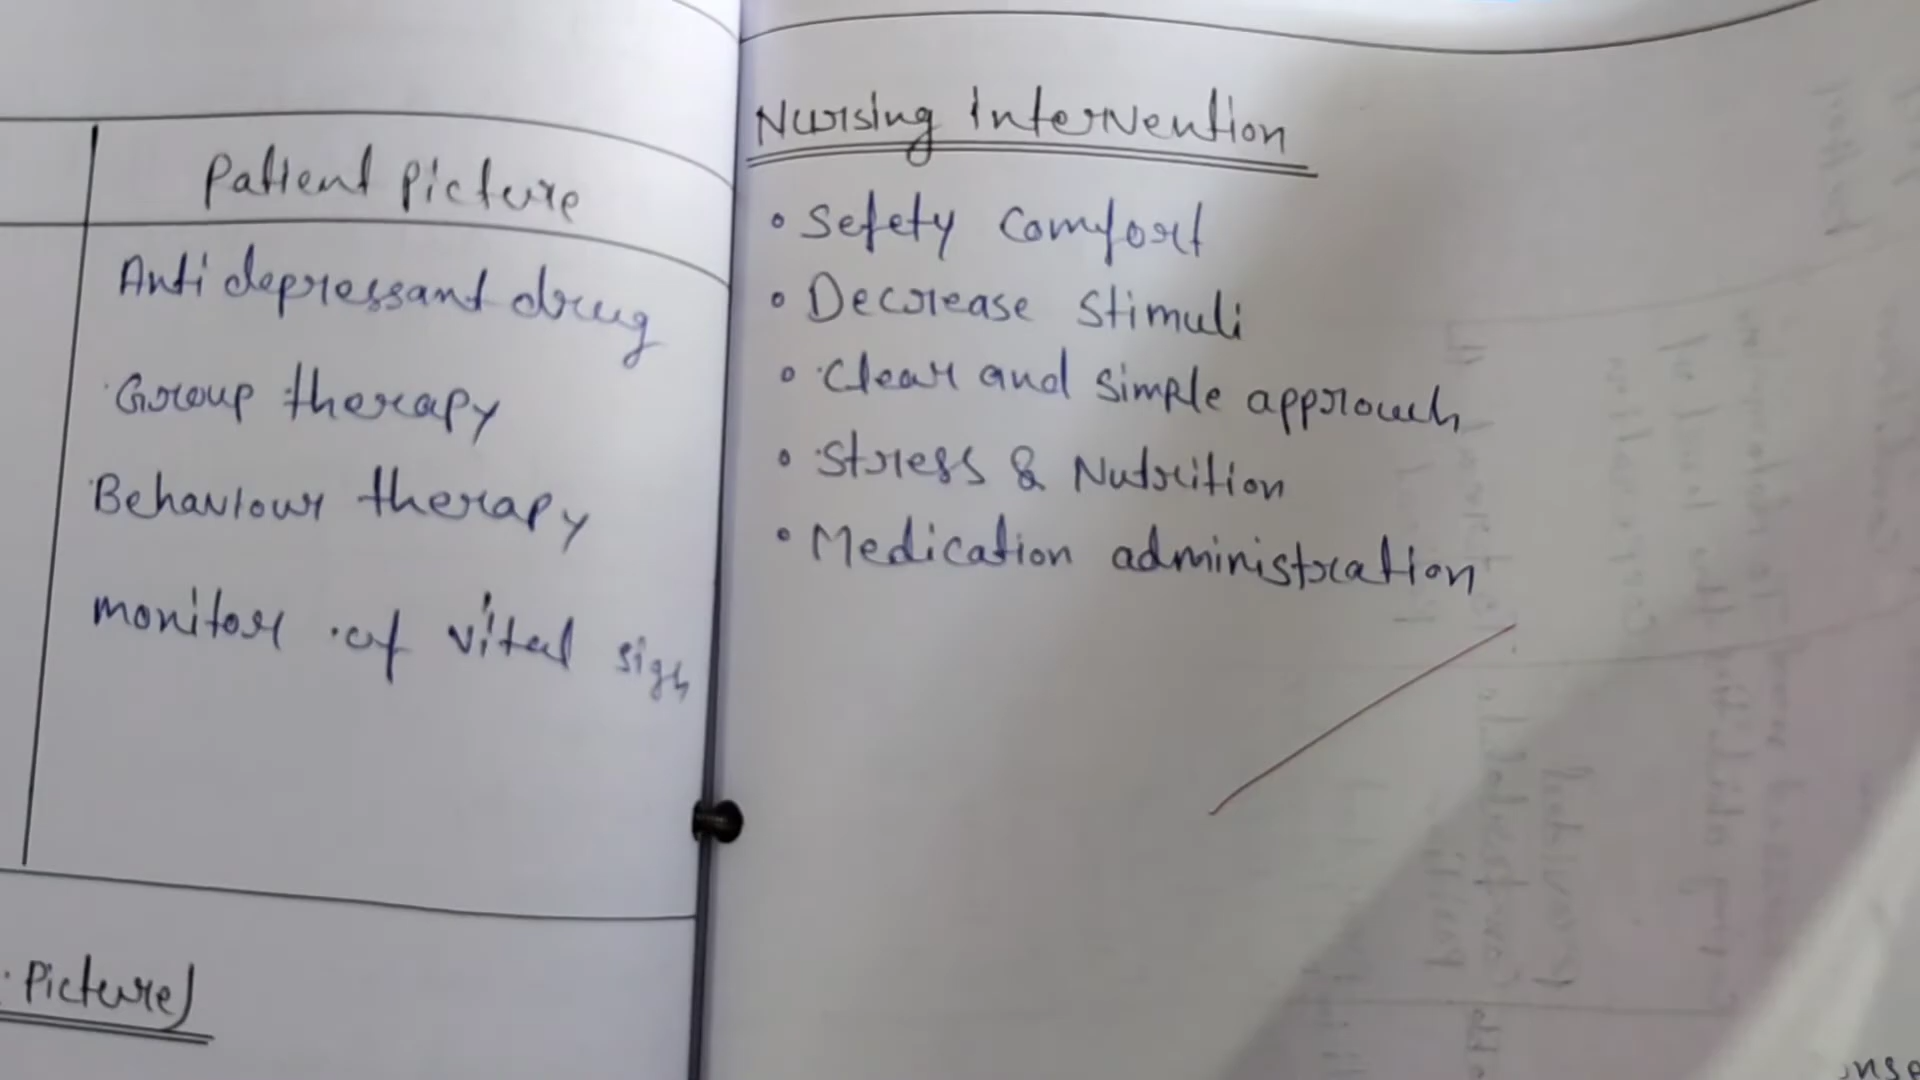 Patient Picture
Anti depressant drug
Group therapy
Behaviour therapy
monitor of vital sign
Picture)
Nursing intervention
• Sefety comfort
• Decrease stimuli
• Clear and simple approach
• Stress & Nutrition
• Medication administration